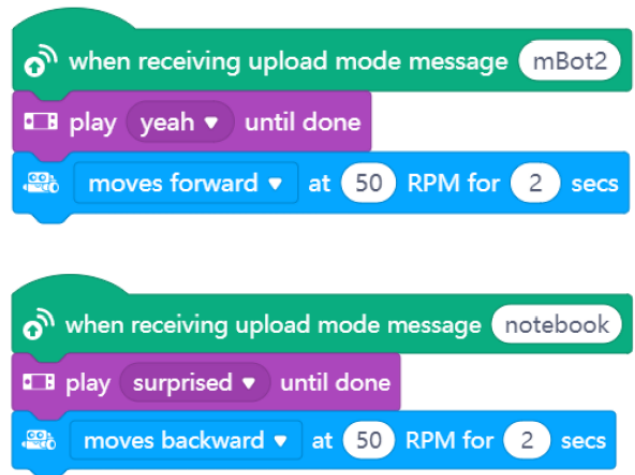 when receiving upload mode message mBot2
play yeah until done
moves forward at 50 RPM for 2 secs
when receiving upload mode message notebook
play surprised until done
moves backward at 50 RPM for 2 secs